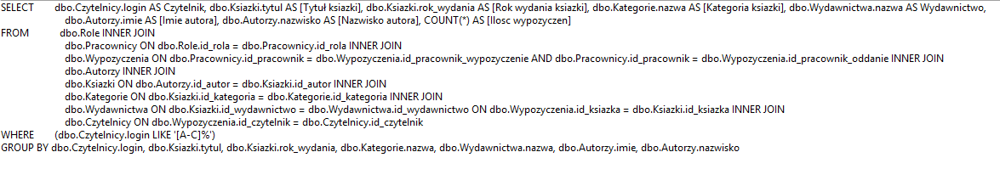 SELECT dbo.Czytelnicy.login AS Czytelnik, dbo.Ksiazki.tytul AS [Tytuł ksiazki], dbo.Ksiazki.rok_wydania AS [Rok wydania ksiazki], dbo.Kategorie.nazwa AS [Kategoria ksiazki], dbo.Wydawnictwa.nazwa AS Wydawnictwo,
dbo.Autorzy.imie AS [Imie autora], dbo.Autorzy.nazwisko AS [Nazwisko autora], COUNT(*) AS [Ilosc wypozyczen]
FROM dbo.Role INNER JOIN
dbo.Pracownicy ON dbo.Role.id_rola = dbo.Pracownicy.id_rola INNER JOIN
dbo.Wypozyczenia ON dbo.Pracownicy.id_pracownik = dbo.Wypozyczenia.id_pracownik_wypozyczenie AND dbo.Pracownicy.id_pracownik = dbo.Wypozyczenia.id_pracownik_oddanie INNER JOIN
dbo.Autorzy INNER JOIN
dbo.Ksiazki ON dbo.Autorzy.id_autor = dbo.Ksiazki.id_autor INNER JOIN
dbo.Kategorie ON dbo.Ksiazki.id_kategoria = dbo.Kategorie.id_kategoria INNER JOIN
dbo.Wydawnictwa ON dbo.Ksiazki.id_wydawnictwo = dbo.Wydawnictwa.id_wydawnictwo ON dbo.Wypozyczenia.id_ksiazka = dbo.Ksiazki.id_ksiazka INNER JOIN
dbo.Czytelnicy ON dbo.Wypozyczenia.id_czytelnik = dbo.Czytelnicy.id_czytelnik
WHERE (dbo.Czytelnicy.login LIKE '[A-C]%')
GROUP BY dbo.Czytelnicy.login, dbo.Ksiazki.tytul, dbo.Ksiazki.rok_wydania, dbo.Kategorie.nazwa, dbo.Wydawnictwa.nazwa, dbo.Autorzy.imie, dbo.Autorzy.nazwisko